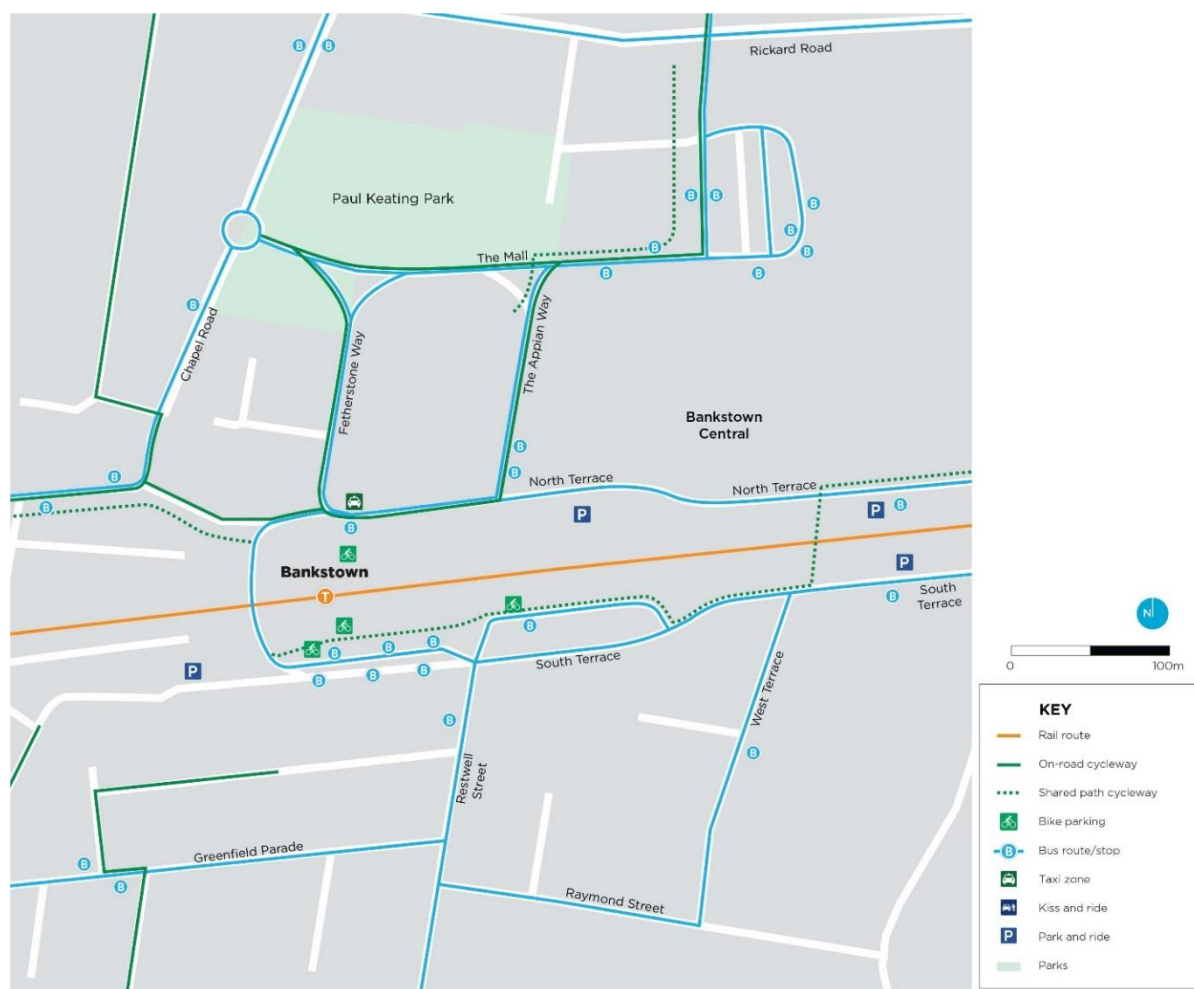 B
B
Rickard Road
Paul Keating Park
B
B
B
B
B
B
B
B
B
The Mall
Chapel Road
Fetherstone Way
The Appian Way
Bankstown
Central
B
B
B
B
North Terrace
North Terrace
P
P
B
B
Bankstown
T
P
South
Terrace
B
B
B
B
B
B
B
B
South Terrace
P
West Terrace
B
B
Restwell
Street
Greenfield Parade
B
B
Raymond Street
N
0
100m
KEY
Rail route
On-road cycleway
Shared path cycleway
Bike parking
B
Bus route/stop
Taxi zone
Kiss and ride
P
Park and ride
Parks